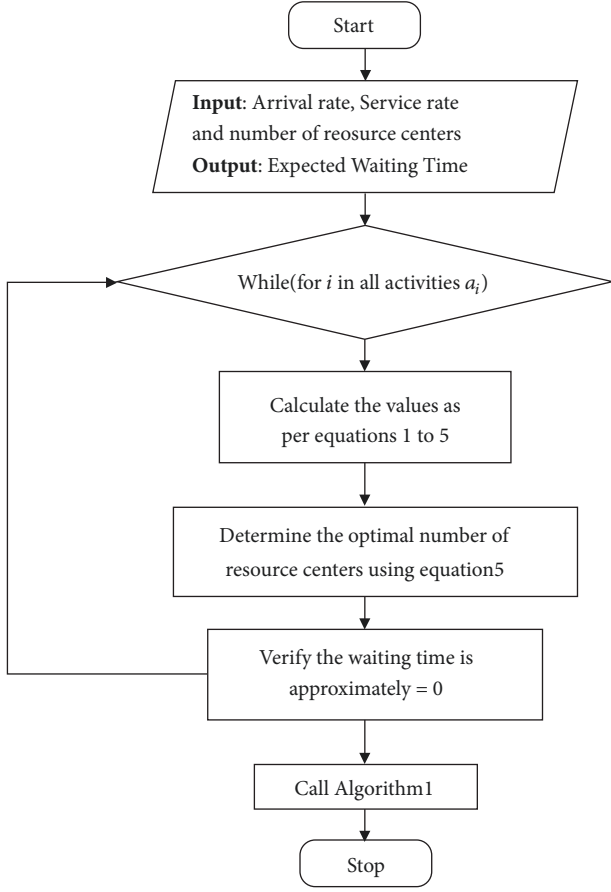 Start
Input: Arrival rate, Service rate
and number of reosurce centers
Output: Expected Waiting Time
While(for i in all activities aᵢ)
Calculate the values as
per equations 1 to 5
Determine the optimal number of
resource centers using equation5
Verify the waiting time is
approximately = 0
Call Algorithm1
Stop